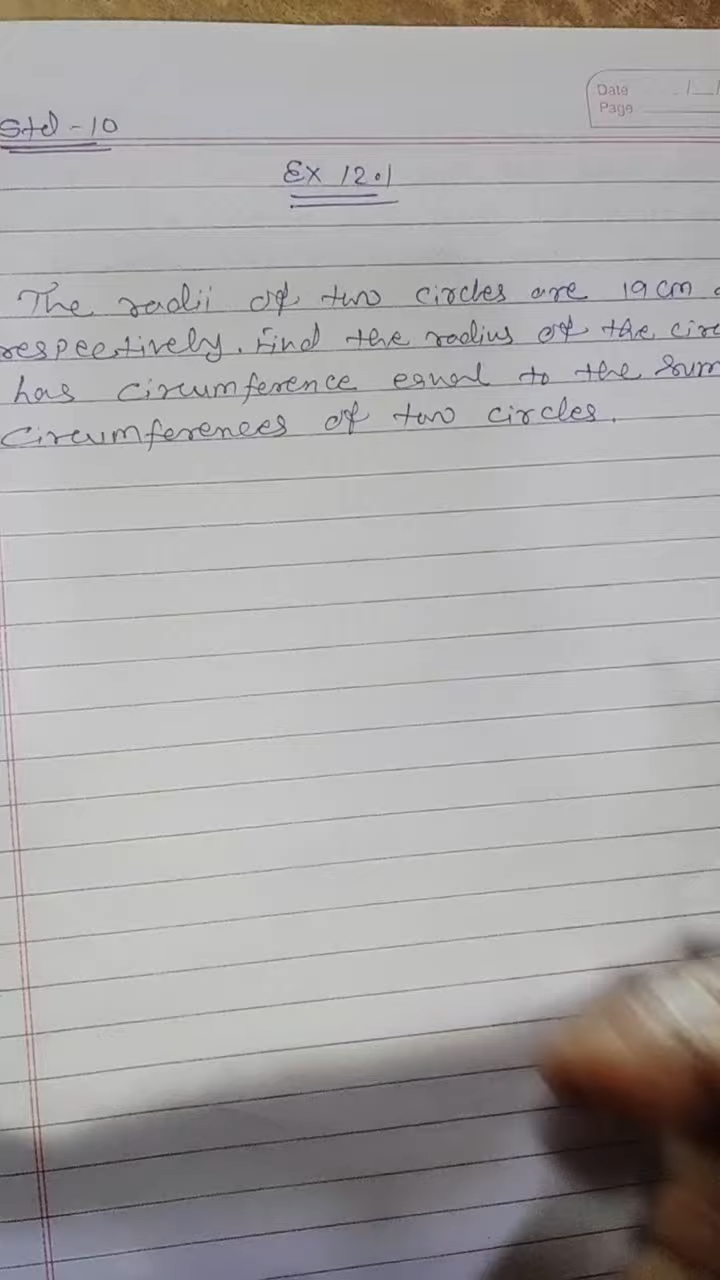 Date / /
Page
Std - 10
Ex 12.1
The radii of two circles are 19 cm
respectively. Find the radius of the circ
has circumference equal to the sum
circumferences of two circles.